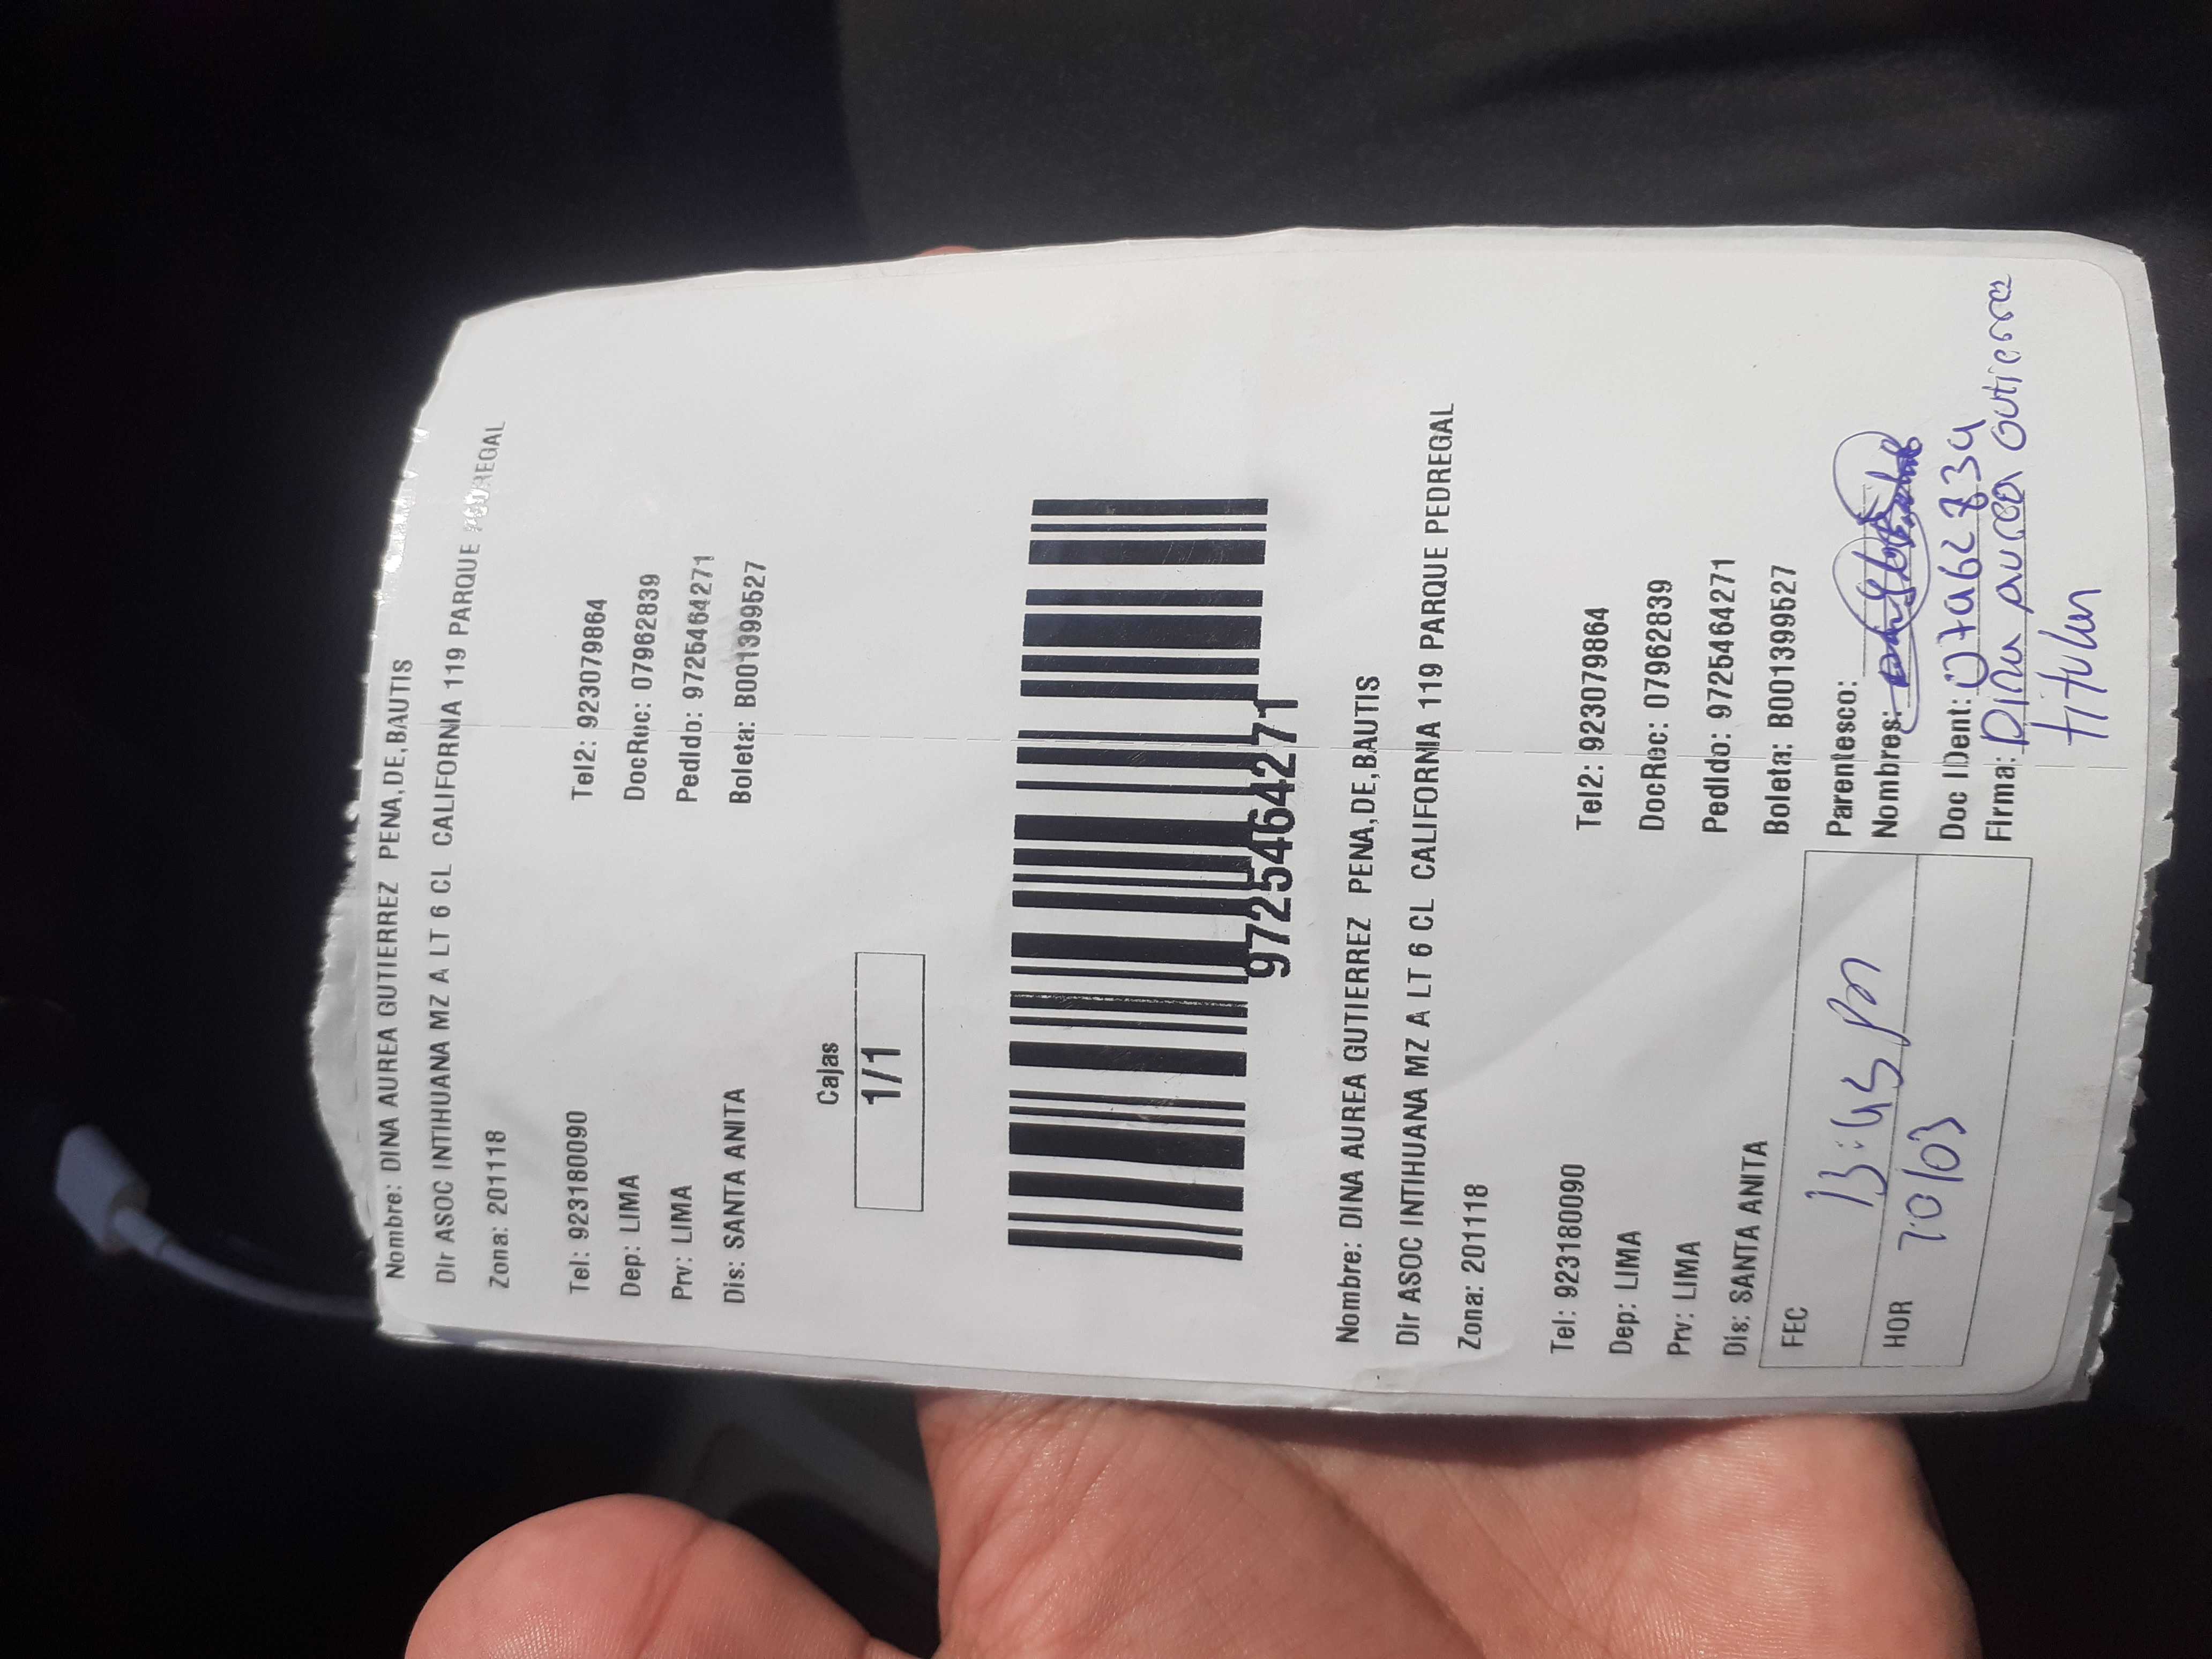 Nombre: DINA AUREA GUTIERREZ PENA,DE,BAUTIS
Dir ASOC INTIHUANA MZ A LT 6 CL CALIFORNIA 119 PARQUE PEDREGAL
Zona: 201118
Tel: 923180090 Tel2: 923079864
Dep: LIMA DocRec: 07962839
Prv: LIMA Pedido: 9725464271
Dis: SANTA ANITA Boleta: B001399527
Cajas
1/1
9725464271
Nombre: DINA AUREA GUTIERREZ PENA,DE,BAUTIS
Dir ASOC INTIHUANA MZ A LT 6 CL CALIFORNIA 119 PARQUE PEDREGAL
Zona: 201118
Tel: 923180090 Tel2: 923079864
Dep: LIMA DocRec: 07962839
Prv: LIMA Pedido: 9725464271
Dis: SANTA ANITA Boleta: B001399527
FEC 13:45 pm Parentesco:
Nombres:
HOR Doc IDent:
Firma: Dina aurea Gutierrez
titular